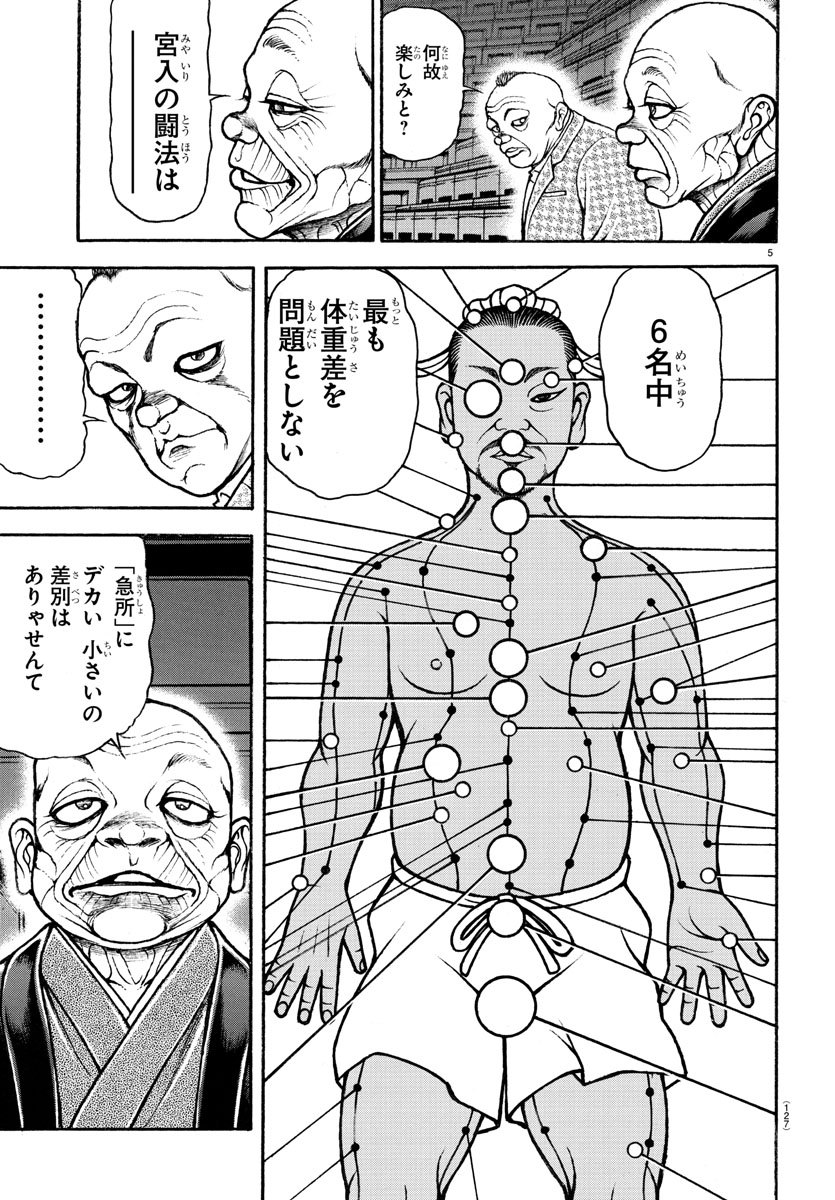 何故
楽しみと?
宮入の闘法は
――
6名中
最も
体重差を
問題としない
………
「急所」に
デカい 小さいの
差別は
ありゃせんて
5
(127)